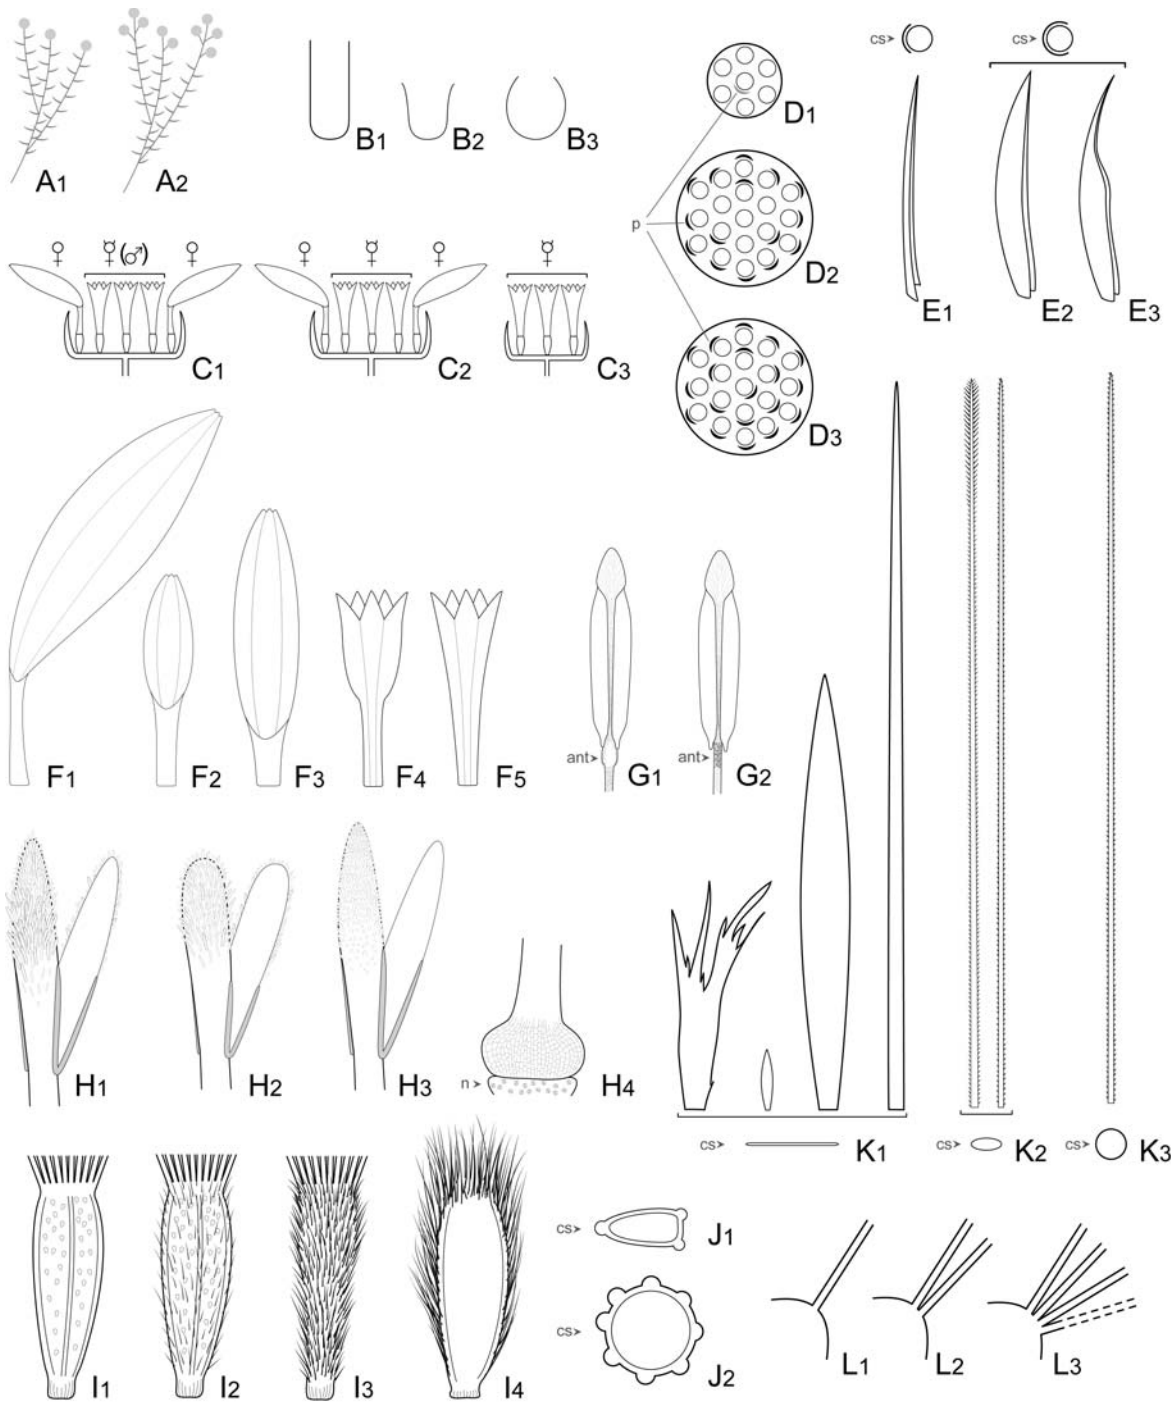 A1
A2
B1
B2
B3
D1
p
D2
D3
cs
cs
E1
E2
E3
♀
☿(♂)
♀
C1
♀
☿
♀
C2
☿
C3
F1
F2
F3
F4
F5
ant
G1
ant
G2
H1
H2
H3
n
H4
cs
K1
cs
K2
cs
K3
I1
I2
I3
I4
cs
J1
cs
J2
L1
L2
L3